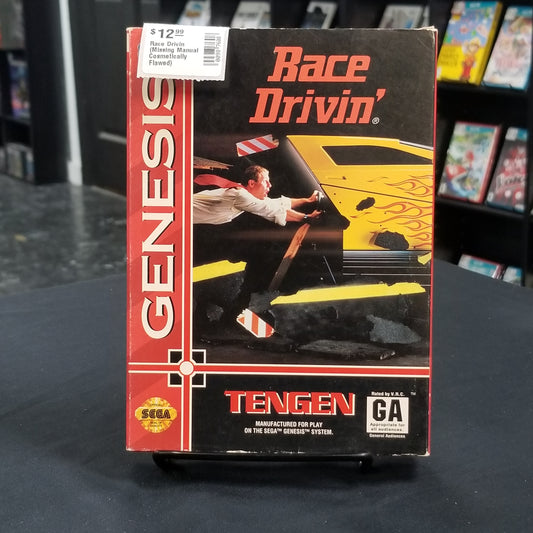 $ 12.99
Race Drivin
(Missing Manual
Cosmetically
Flawed)
GENESIS
Race
Drivin'®
TENGEN
MANUFACTURED FOR PLAY
ON THE SEGA™ GENESIS™ SYSTEM.
SEGA
Rated by V.R.C. ™
GA
Appropriate for
all audiences.
General Audiences